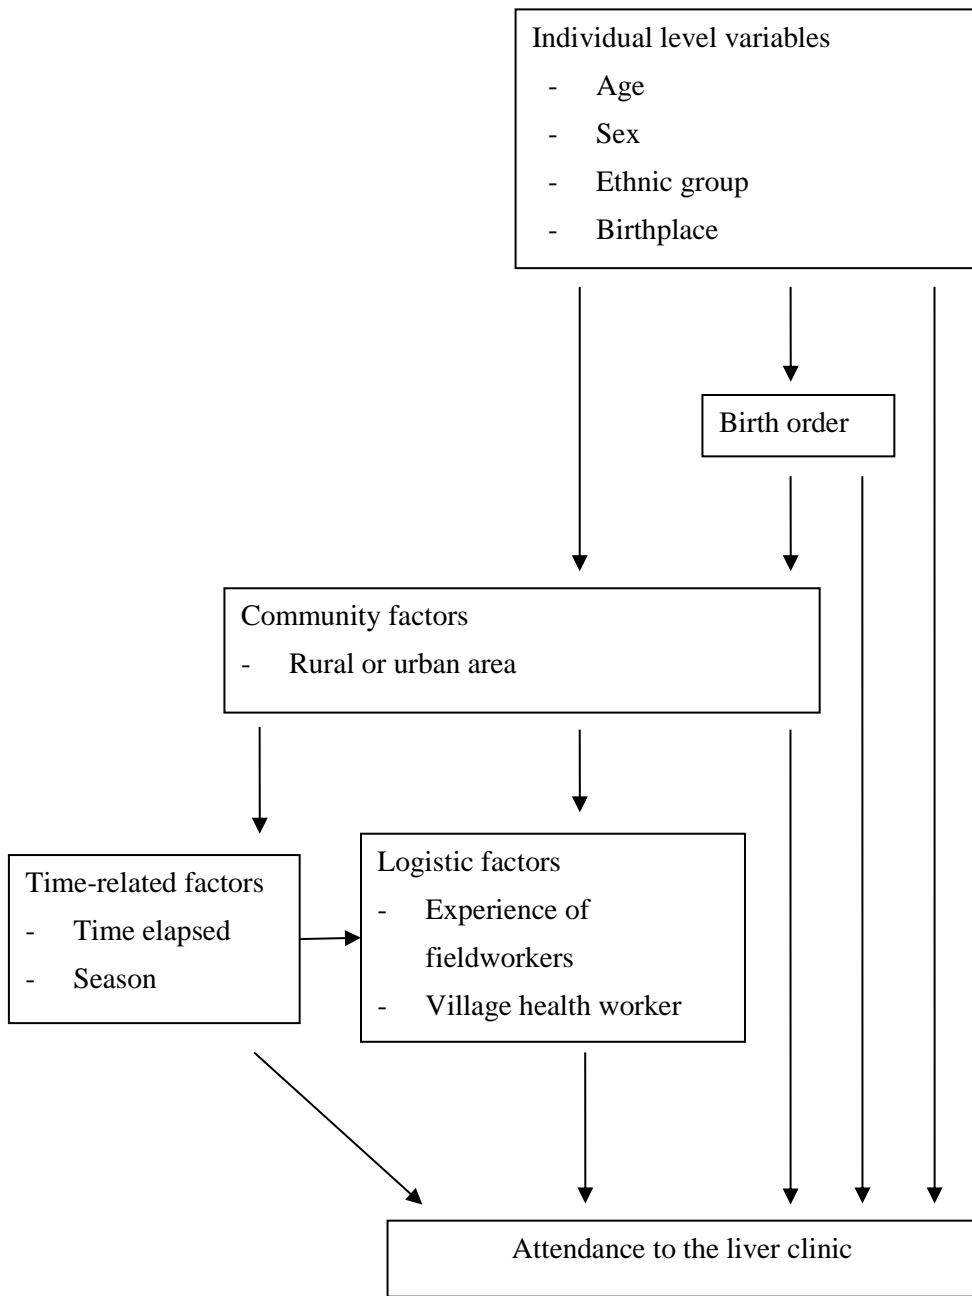 Individual level variables
- Age
- Sex
- Ethnic group
- Birthplace
Birth order
Community factors
- Rural or urban area
Time-related factors
- Time elapsed
- Season
Logistic factors
- Experience of
fieldworkers
- Village health worker
Attendance to the liver clinic